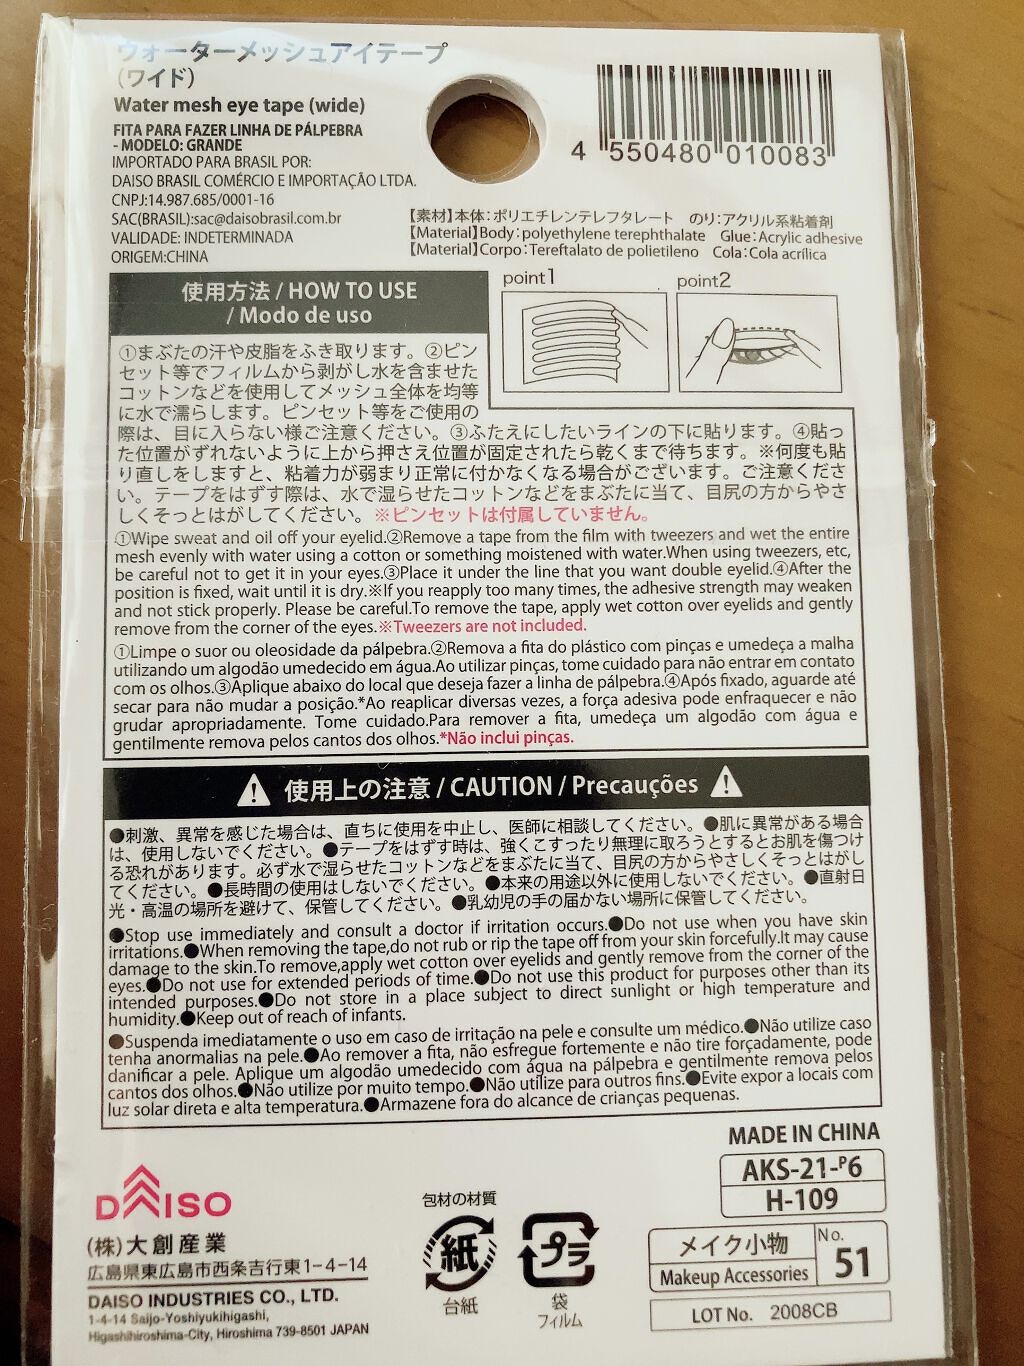 ウォーターメッシュアイテープ
(ワイド)
Water mesh eye tape (wide)
FITA PARA FAZER LINHA DE PÁLPEBRA
- MODELO: GRANDE
IMPORTADO PARA BRASIL POR:
DAISO BRASIL COMÉRCIO E IMPORTAÇÃO LTDA.
CNPJ:14.987.685/0001-16
SAC(BRASIL):sac@daisobrasil.com.br
VALIDADE: INDETERMINADA
ORIGEM:CHINA
4 550480 010083
【素材】本体：ポリエチレンテレフタレート のり：アクリル系粘着剤
【Material】Body：polyethylene terephthalate Glue：Acrylic adhesive
【Material】Corpo：Tereftalato de polietileno Cola：Cola acrílica
使用方法 / HOW TO USE
/ Modo de uso
point1
point2
①まぶたの汗や皮脂をふき取ります。②ピン
セット等でフィルムから剥がし水を含ませた
コットンなどを使用してメッシュ全体を均等
に水で濡らします。ピンセット等をご使用の
際は、目に入らない様ご注意ください。③ふたえにしたいラインの下に貼ります。④貼っ
た位置がずれないように上から押さえ位置が固定されたら乾くまで待ちます。※何度も貼
り直しをしますと、粘着力が弱まり正常に付かなくなる場合がございます。ご注意くださ
い。テープをはずす際は、水で湿らせたコットンなどをまぶたに当て、目尻の方からやさ
しくそっとはがしてください。※ピンセットは付属していません。
①Wipe sweat and oil off your eyelid.②Remove a tape from the film with tweezers and wet the entire
mesh evenly with water using a cotton or something moistened with water.When using tweezers, etc,
be careful not to get it in your eyes.③Place it under the line that you want double eyelid.④After the
position is fixed, wait until it is dry.※If you reapply too many times, the adhesive strength may weaken
and not stick properly. Please be careful.To remove the tape, apply wet cotton over eyelids and gently
remove from the corner of the eyes.※Tweezers are not included.
①Limpe o suor ou oleosidade da pálpebra.②Remova a fita do plástico com pinças e umedeça a malha
utilizando um algodão umedecido em água.Ao utilizar pinças, tome cuidado para não entrar em contato
com os olhos.③Aplique abaixo do local que deseja fazer a linha de pálpebra.④Após fixado, aguarde até
secar para não mudar a posição.*Ao reaplicar diversas vezes, a força adesiva pode enfraquecer e não
grudar apropriadamente. Tome cuidado.Para remover a fita, umedeça um algodão com água e
gentilmente remova pelos cantos dos olhos.*Não inclui pinças.
使用上の注意 / CAUTION / Precauções
●刺激、異常を感じた場合は、直ちに使用を中止し、医師に相談してください。●肌に異常がある場合
は、使用しないでください。●テープをはずす時は、強くこすったり無理に取ろうとするとお肌を傷つけ
る恐れがあります。必ず水で湿らせたコットンなどをまぶたに当て、目尻の方からやさしくそっとはがし
てください。●長時間の使用はしないでください。●本来の用途以外に使用しないでください。●直射日
光・高温の場所を避けて、保管してください。●乳幼児の手の届かない場所に保管してください。
●Stop use immediately and consult a doctor if irritation occurs.●Do not use when you have skin
irritations.●When removing the tape,do not rub or rip the tape off from your skin forcefully.It may cause
damage to the skin.To remove,apply wet cotton over eyelids and gently remove from the corner of the
eyes.●Do not use for extended periods of time.●Do not use this product for purposes other than its
intended purposes.●Do not store in a place subject to direct sunlight or high temperature and
humidity.●Keep out of reach of infants.
●Suspenda imediatamente o uso em caso de irritação na pele e consulte um médico.●Não utilize caso
tenha anormalias na pele.●Ao remover a fita, não esfregue fortemente e não tire forçadamente, pode
danificar a pele. Aplique um algodão umedecido com água na pálpebra e gentilmente remova pelos
cantos dos olhos.●Não utilize por muito tempo.●Não utilize para outros fins.●Evite expor a locais com
luz solar direta e alta temperatura.●Armazene fora do alcance de crianças pequenas.
MADE IN CHINA
AKS-21-P6
H-109
DAISO
(株)大創産業
広島県東広島市西条吉行東1-4-14
DAISO INDUSTRIES CO., LTD.
1-4-14 Saijo-Yoshiyukihigashi,
Higashihiroshima-City, Hiroshima 739-8501 JAPAN
包材の材質
紙
台紙
プラ
袋
フィルム
メイク小物
Makeup Accessories
No.
51
LOT No. 2008CB